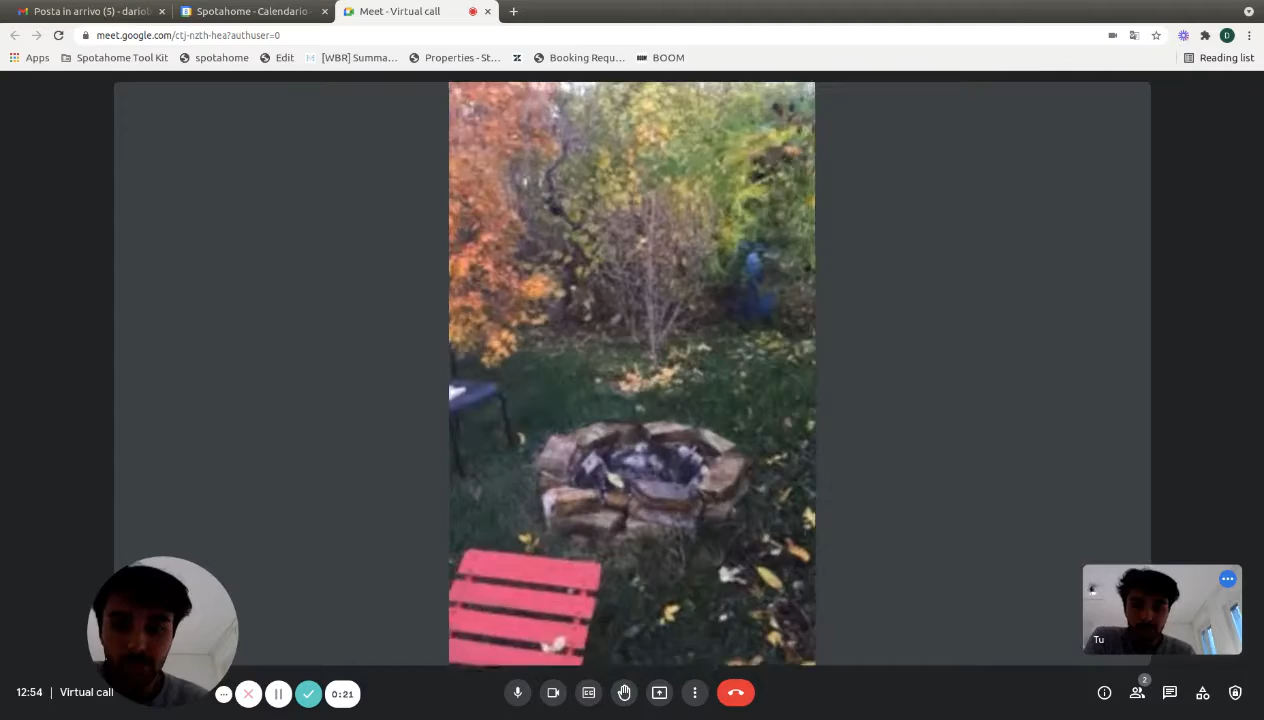 Posta in arrivo (5) - dariob
Spotahome - Calendario
Meet - Virtual call
meet.google.com/ctj-nzth-hea?authuser=0
D
Apps
Spotahome Tool Kit
spotahome
Edit
[WBR] Summa...
Properties - St...
Booking Requ...
BOOM
Reading list
Tu
12:54 | Virtual call
0:21
2